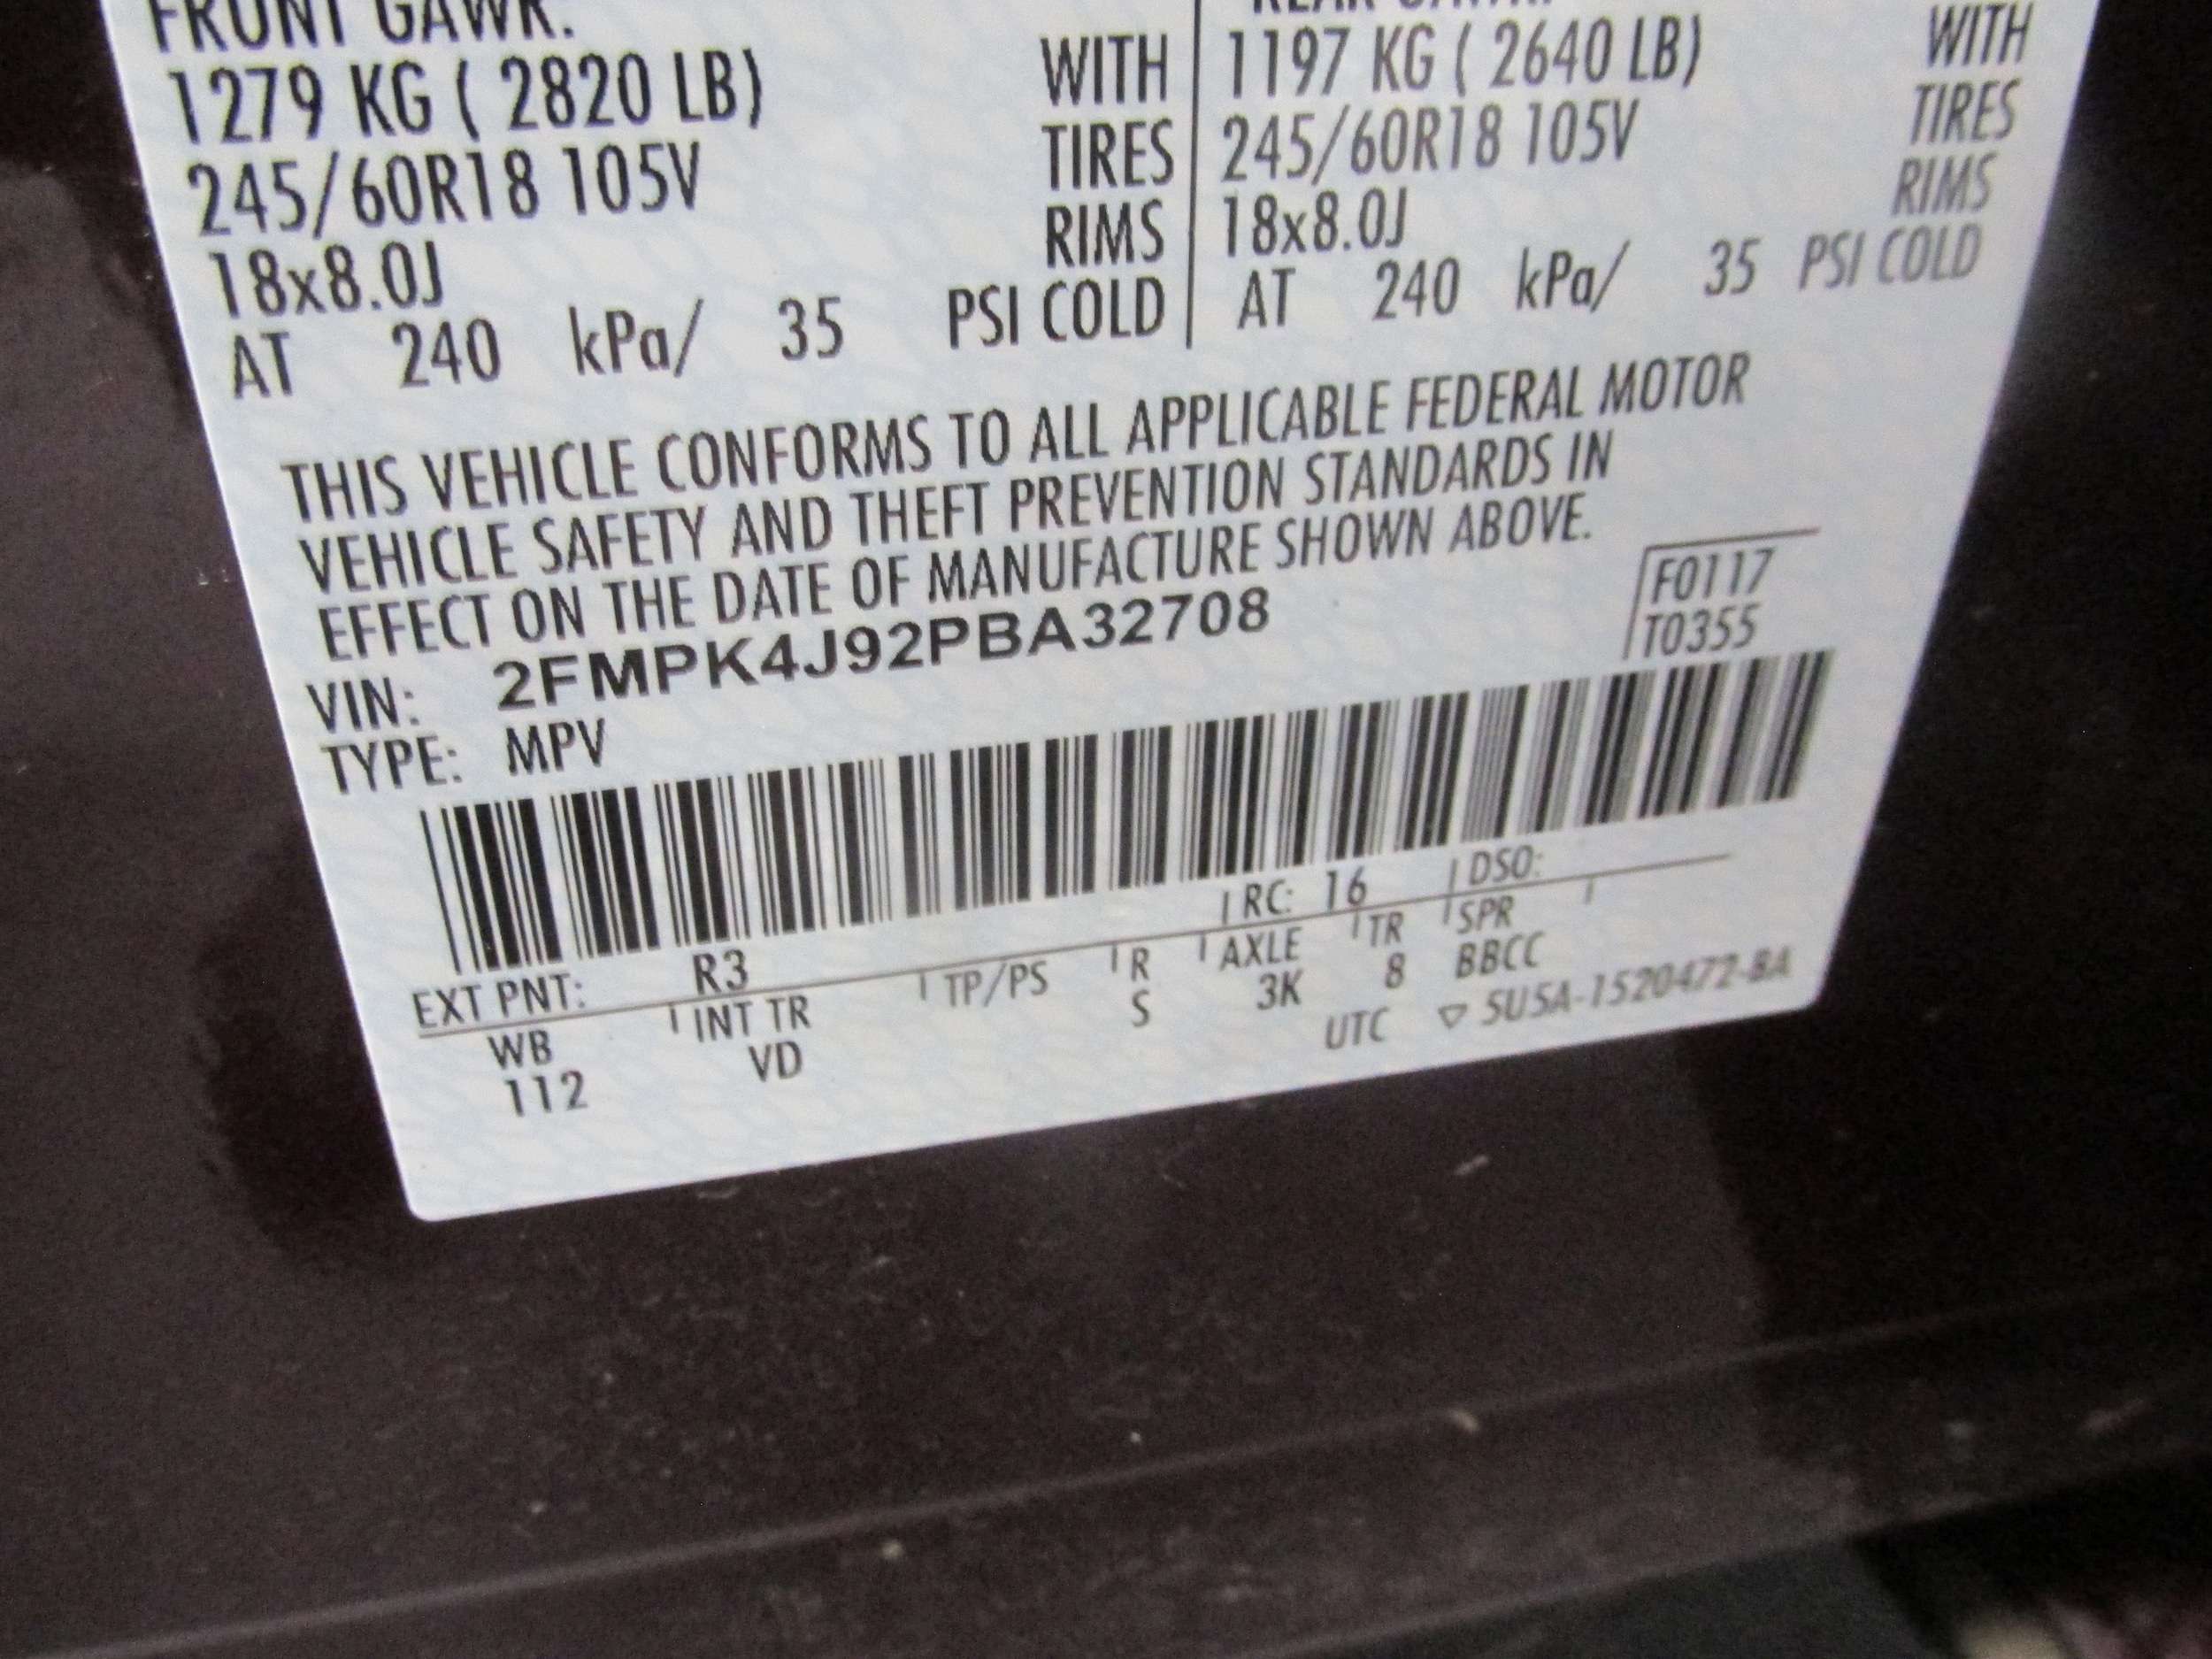 FRONT GAWR:
1279 KG ( 2820 LB) WITH
245/60R18 105V TIRES
18x8.0J RIMS
AT 240 kPa/ 35 PSI COLD
REAR GAWR:
1197 KG ( 2640 LB) WITH
245/60R18 105V TIRES
18x8.0J RIMS
AT 240 kPa/ 35 PSI COLD
THIS VEHICLE CONFORMS TO ALL APPLICABLE FEDERAL MOTOR
VEHICLE SAFETY AND THEFT PREVENTION STANDARDS IN
EFFECT ON THE DATE OF MANUFACTURE SHOWN ABOVE.
F0117
T0355
VIN: 2FMPK4J92PBA32708
TYPE: MPV
EXT PNT: R3 RC: 16 DSO:
WB INT TR TP/PS R AXLE TR SPR
112 VD S 3K 8 BBCC
UTC ▽ SU5A-1520472-BA